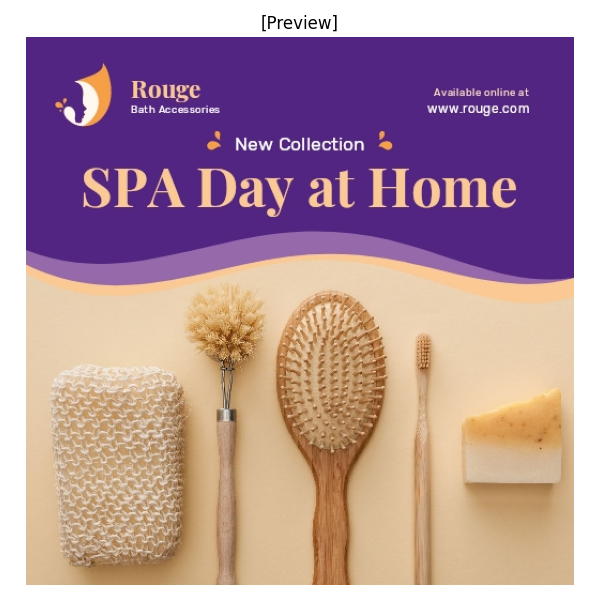 [Preview]
Rouge
Bath Accessories
Available online at
www.rouge.com
New Collection
SPA Day at Home